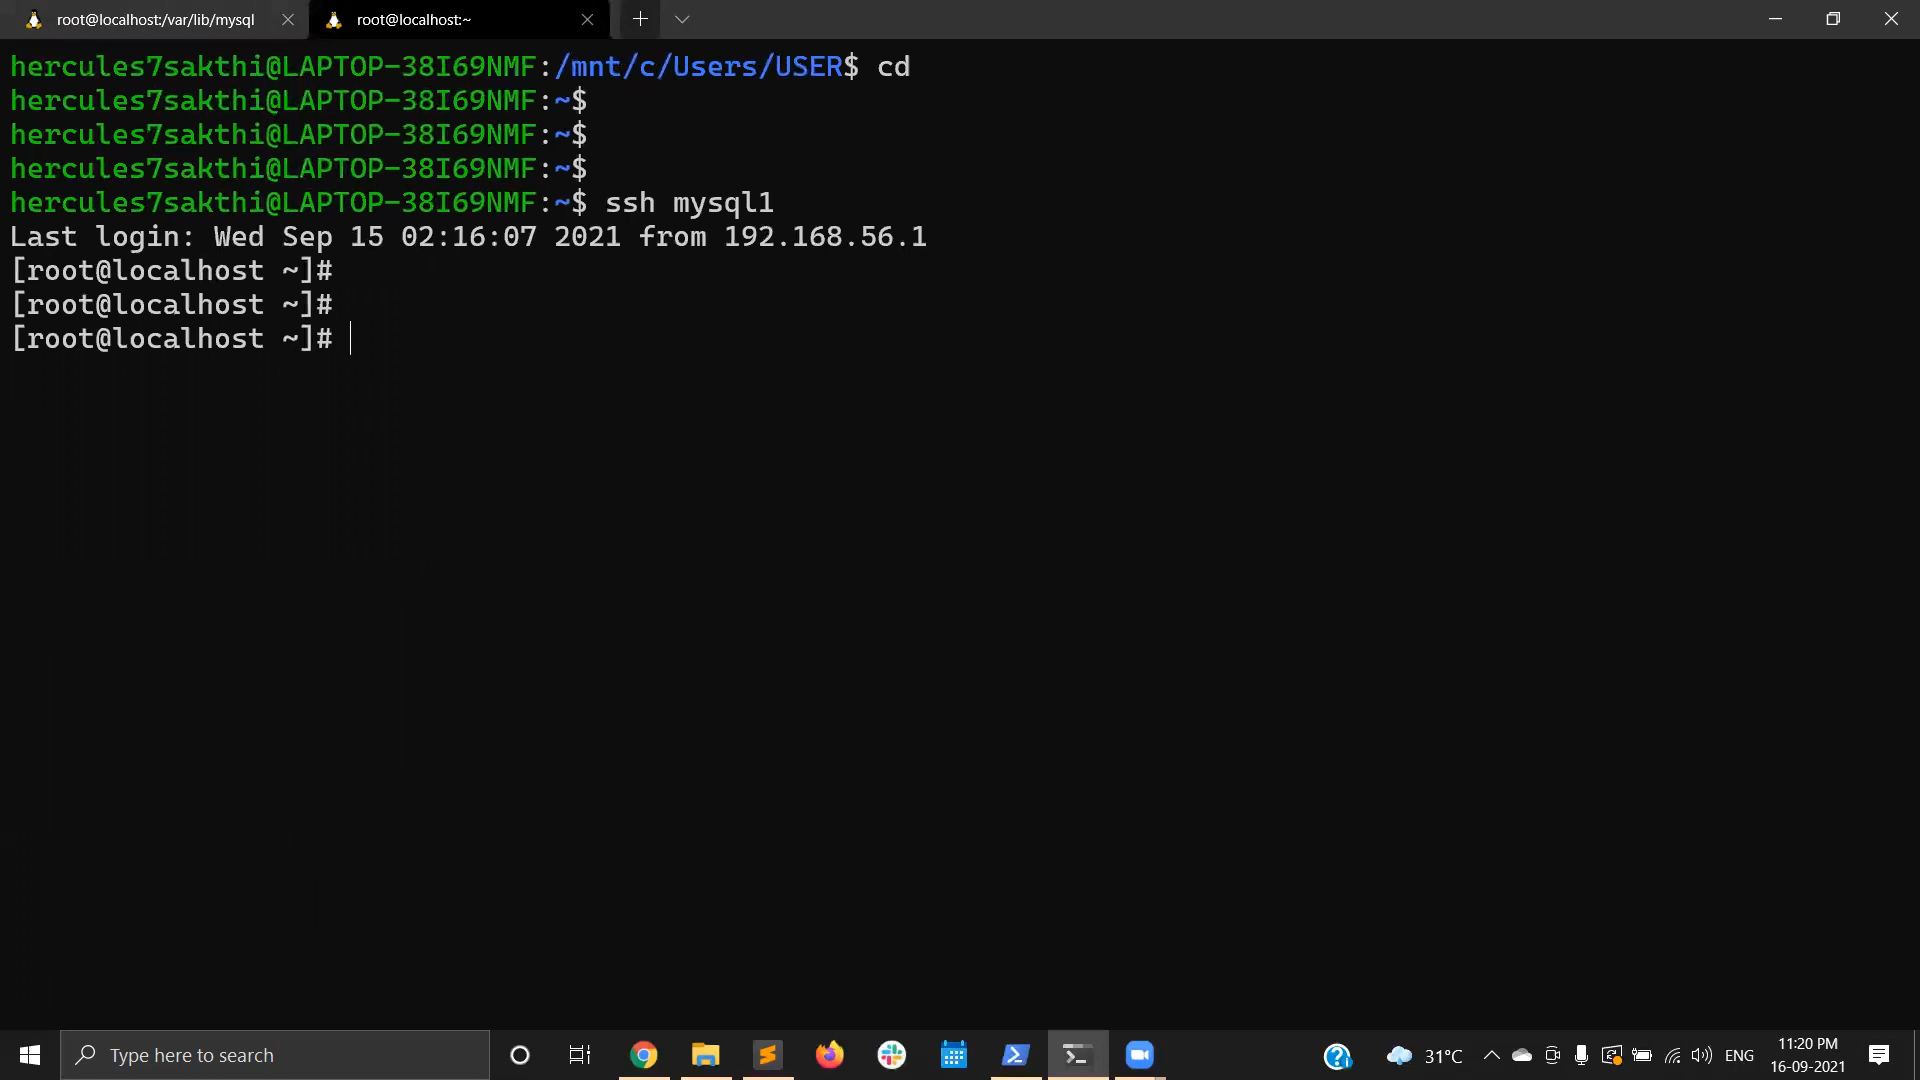 root@localhost:/var/lib/mysql root@localhost:~
hercules7sakthi@LAPTOP-38I69NMF:/mnt/c/Users/USER$ cd
hercules7sakthi@LAPTOP-38I69NMF:~$
hercules7sakthi@LAPTOP-38I69NMF:~$
hercules7sakthi@LAPTOP-38I69NMF:~$
hercules7sakthi@LAPTOP-38I69NMF:~$ ssh mysql1
Last login: Wed Sep 15 02:16:07 2021 from 192.168.56.1
[root@localhost ~]#
[root@localhost ~]#
[root@localhost ~]#
Type here to search
31°C
ENG
11:20 PM
16-09-2021